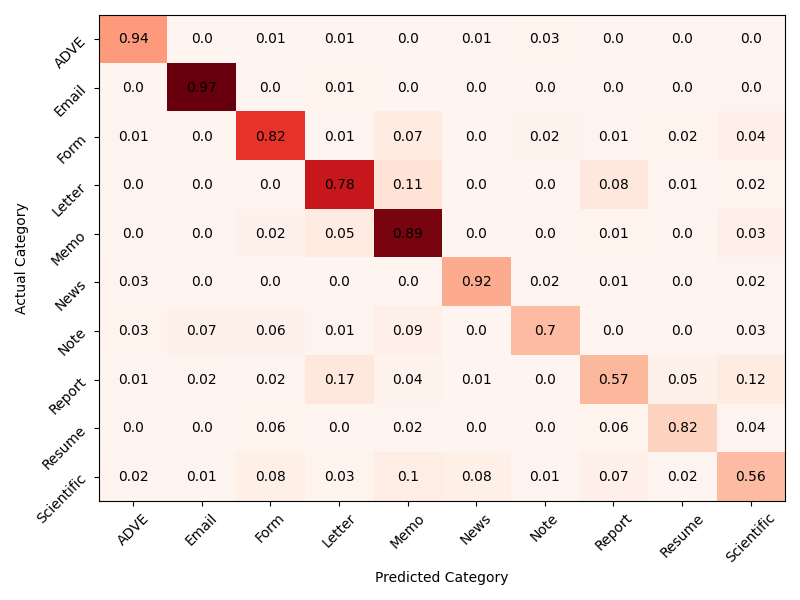 Actual Category
ADVE 0.94 0.0 0.01 0.01 0.0 0.01 0.03 0.0 0.0 0.0
Email 0.0 0.97 0.0 0.01 0.0 0.0 0.0 0.0 0.0 0.0
Form 0.01 0.0 0.82 0.01 0.07 0.0 0.02 0.01 0.02 0.04
Letter 0.0 0.0 0.0 0.78 0.11 0.0 0.0 0.08 0.01 0.02
Memo 0.0 0.0 0.02 0.05 0.89 0.0 0.0 0.01 0.0 0.03
News 0.03 0.0 0.0 0.0 0.0 0.92 0.02 0.01 0.0 0.02
Note 0.03 0.07 0.06 0.01 0.09 0.0 0.7 0.0 0.0 0.03
Report 0.01 0.02 0.02 0.17 0.04 0.01 0.0 0.57 0.05 0.12
Resume 0.0 0.0 0.06 0.0 0.02 0.0 0.0 0.06 0.82 0.04
Scientific 0.02 0.01 0.08 0.03 0.1 0.08 0.01 0.07 0.02 0.56
ADVE Email Form Letter Memo News Note Report Resume Scientific
Predicted Category